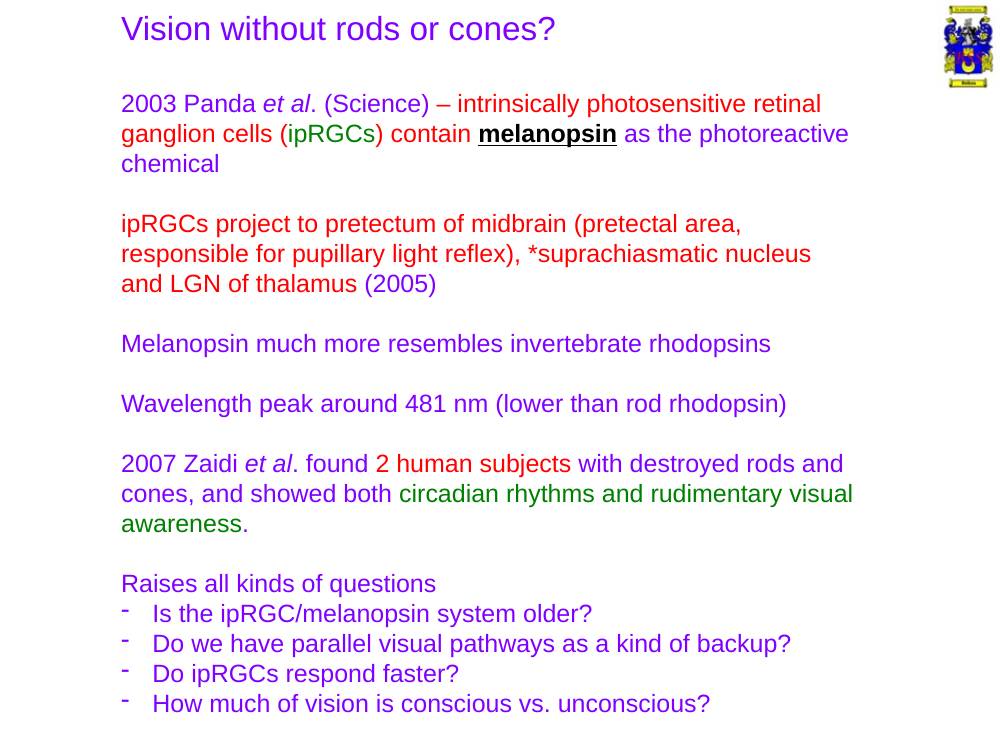 Vision without rods or cones?
2003 Panda et al. (Science) – intrinsically photosensitive retinal
ganglion cells (ipRGCs) contain melanopsin as the photoreactive
chemical
ipRGCs project to pretectum of midbrain (pretectal area,
responsible for pupillary light reflex), *suprachiasmatic nucleus
and LGN of thalamus (2005)
Melanopsin much more resembles invertebrate rhodopsins
Wavelength peak around 481 nm (lower than rod rhodopsin)
2007 Zaidi et al. found 2 human subjects with destroyed rods and
cones, and showed both circadian rhythms and rudimentary visual
awareness.
Raises all kinds of questions
- Is the ipRGC/melanopsin system older?
- Do we have parallel visual pathways as a kind of backup?
- Do ipRGCs respond faster?
- How much of vision is conscious vs. unconscious?